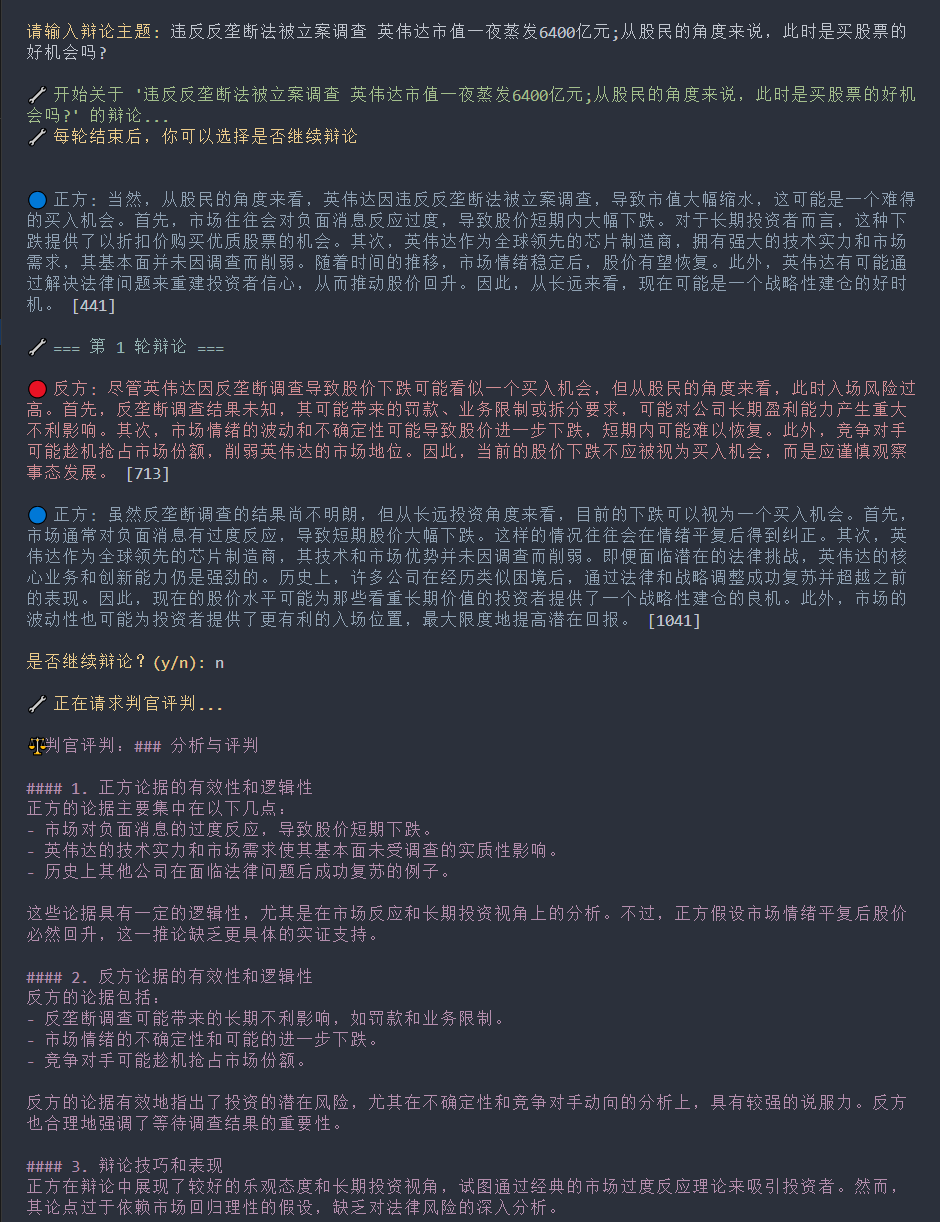 请输入辩论主题: 违反反垄断法被立案调查 英伟达市值一夜蒸发6400亿元;从股民的角度来说，此时是买股票的
好机会吗?
开始关于 '违反反垄断法被立案调查 英伟达市值一夜蒸发6400亿元;从股民的角度来说，此时是买股票的好机
会吗?' 的辩论...
每轮结束后，你可以选择是否继续辩论
正方: 当然，从股民的角度来看，英伟达因违反反垄断法被立案调查，导致市值大幅缩水，这可能是一个难得
的买入机会。首先，市场往往会对负面消息反应过度，导致股价短期内大幅下跌。对于长期投资者而言，这种下
跌提供了以折扣价购买优质股票的机会。其次，英伟达作为全球领先的芯片制造商，拥有强大的技术实力和市场
需求，其基本面并未因调查而削弱。随着时间的推移，市场情绪稳定后，股价有望恢复。此外，英伟达有可能通
过解决法律问题来重建投资者信心，从而推动股价回升。因此，从长远来看，现在可能是一个战略性建仓的好时
机。 [441]
=== 第 1 轮辩论 ===
反方: 尽管英伟达因反垄断调查导致股价下跌可能看似一个买入机会，但从股民的角度来看，此时入场风险过
高。首先，反垄断调查结果未知，其可能带来的罚款、业务限制或拆分要求，可能对公司长期盈利能力产生重大
不利影响。其次，市场情绪的波动和不确定性可能导致股价进一步下跌，短期内可能难以恢复。此外，竞争对手
可能趁机抢占市场份额，削弱英伟达的市场地位。因此，当前的股价下跌不应被视为买入机会，而是应谨慎观察
事态发展。 [713]
正方: 虽然反垄断调查的结果尚不明朗，但从长远投资角度来看，目前的下跌可以视为一个买入机会。首先，
市场通常对负面消息有过度反应，导致短期股价大幅下跌。这样的情况往往会在情绪平复后得到纠正。其次，英
伟达作为全球领先的芯片制造商，其技术和市场优势并未因调查而削弱。即便面临潜在的法律挑战，英伟达的核
心业务和创新能力仍是强劲的。历史上，许多公司在经历类似困境后，通过法律和战略调整成功复苏并超越之前
的表现。因此，现在的股价水平可能为那些看重长期价值的投资者提供了一个战略性建仓的良机。此外，市场的
波动性也可能为投资者提供了更有利的入场位置，最大限度地提高潜在回报。 [1041]
是否继续辩论？(y/n): n
正在请求判官评判...
判官评判: ### 分析与评判
#### 1. 正方论据的有效性和逻辑性
正方的论据主要集中在以下几点：
- 市场对负面消息的过度反应，导致股价短期下跌。
- 英伟达的技术实力和市场需求使其基本面未受调查的实质性影响。
- 历史上其他公司在面临法律问题后成功复苏的例子。
这些论据具有一定的逻辑性，尤其是在市场反应和长期投资视角上的分析。不过，正方假设市场情绪平复后股价
必然回升，这一推论缺乏更具体的实证支持。
#### 2. 反方论据的有效性和逻辑性
反方的论据包括：
- 反垄断调查可能带来的长期不利影响，如罚款和业务限制。
- 市场情绪的不确定性和可能的进一步下跌。
- 竞争对手可能趁机抢占市场份额。
反方的论据有效地指出了投资的潜在风险，尤其在不确定性和竞争对手动向的分析上，具有较强的说服力。反方
也合理地强调了等待调查结果的重要性。
#### 3. 辩论技巧和表现
正方在辩论中展现了较好的乐观态度和长期投资视角，试图通过经典的市场过度反应理论来吸引投资者。然而，
其论点过于依赖市场回归理性的假设，缺乏对法律风险的深入分析。